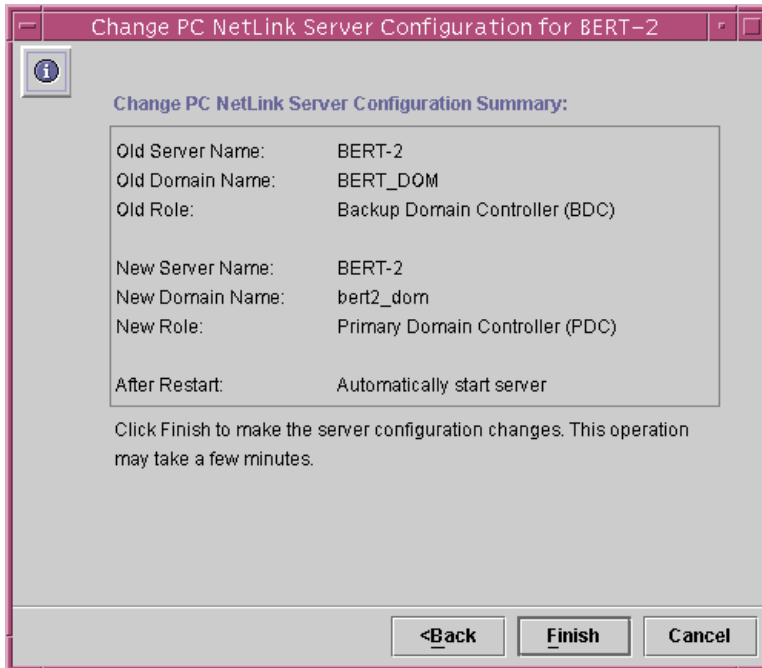 Change PC NetLink Server Configuration for BERT-2
Change PC NetLink Server Configuration Summary:
Old Server Name: BERT-2
Old Domain Name: BERT_DOM
Old Role: Backup Domain Controller (BDC)
New Server Name: BERT-2
New Domain Name: bert2_dom
New Role: Primary Domain Controller (PDC)
After Restart: Automatically start server
Click Finish to make the server configuration changes. This operation
may take a few minutes.
<Back Finish Cancel